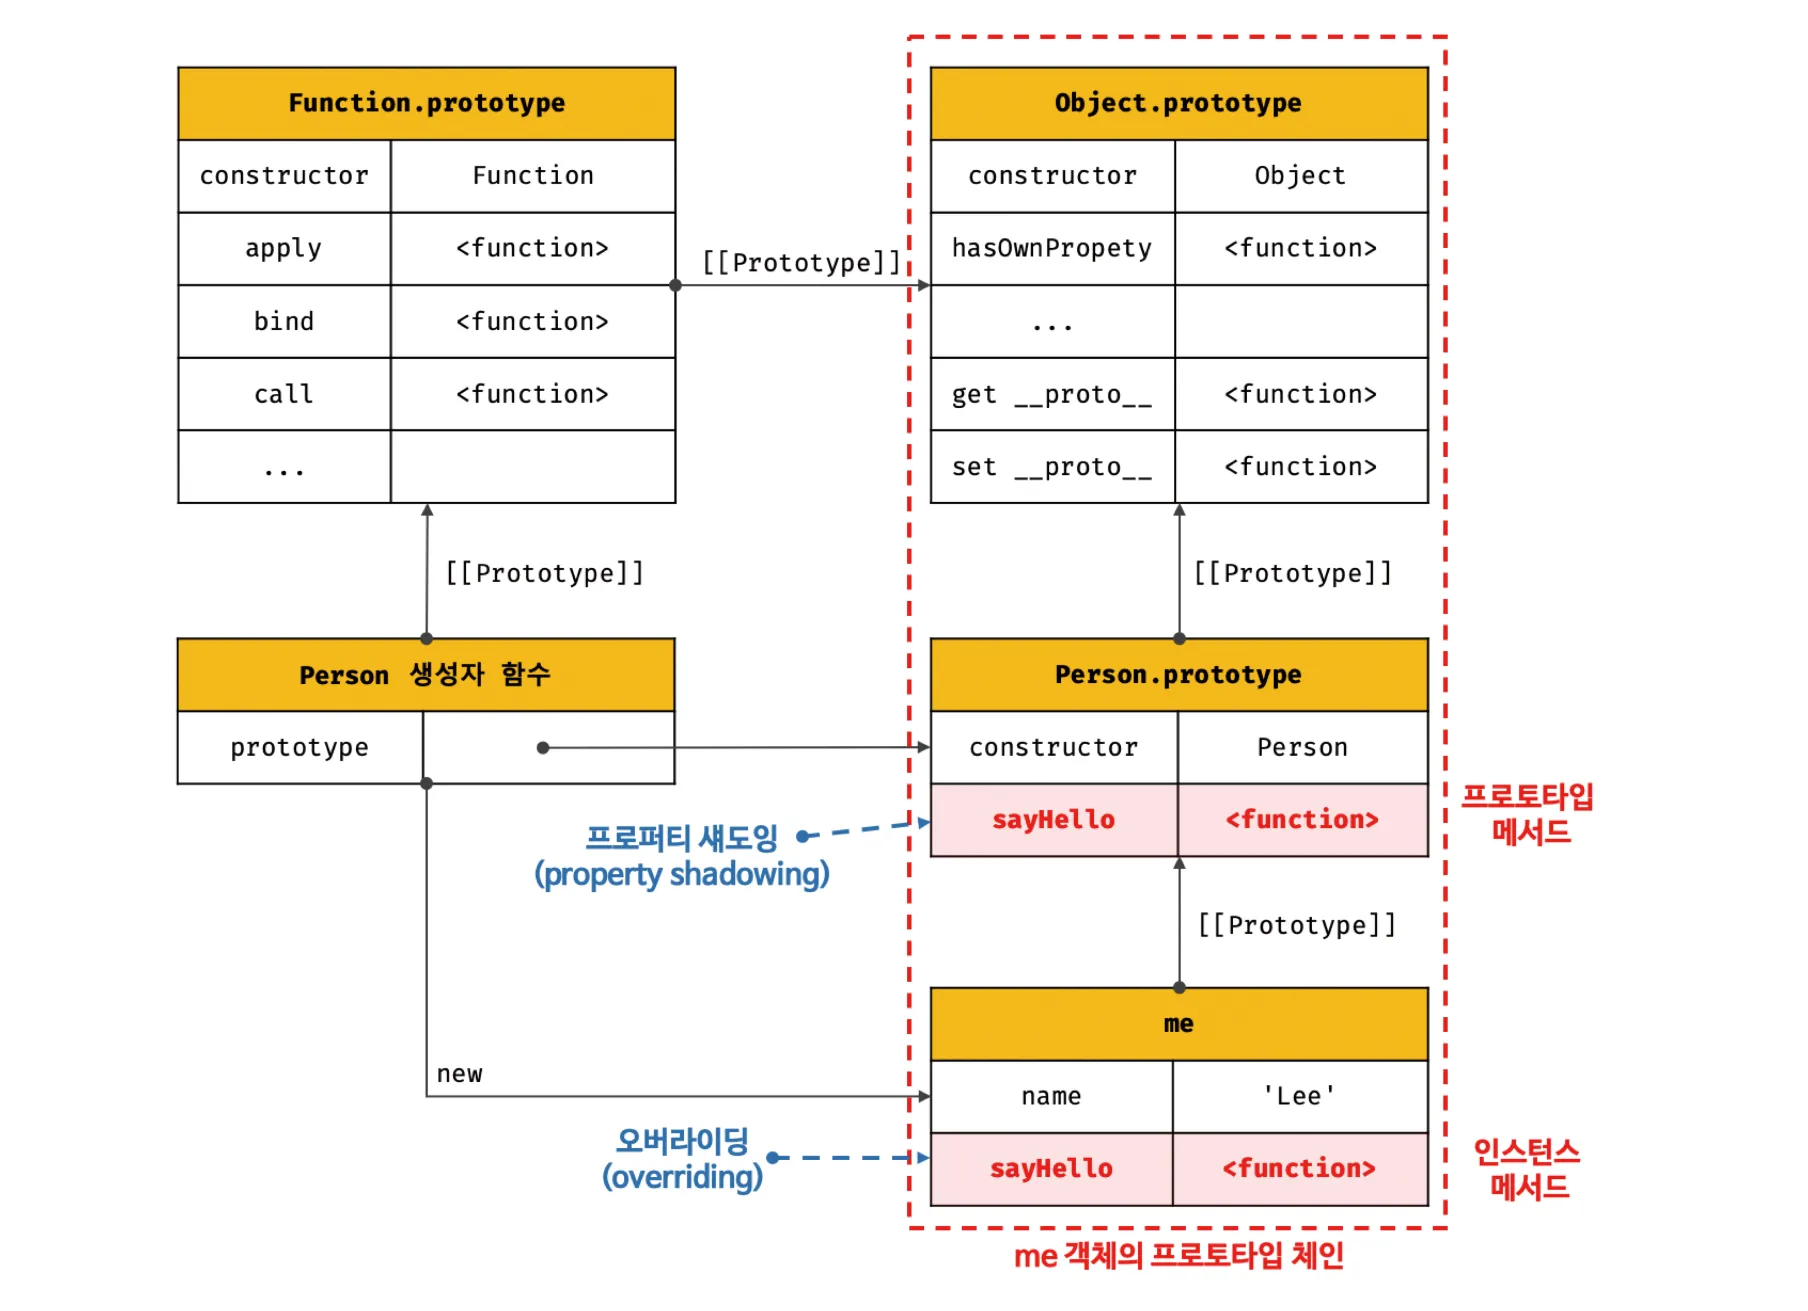 Function.prototype
constructor Function
apply <function>
bind <function>
call <function>
...
[[Prototype]]
Object.prototype
constructor Object
hasOwnPropety <function>
...
get __proto__ <function>
set __proto__ <function>
[[Prototype]]
[[Prototype]]
Person 생성자 함수
prototype
Person.prototype
constructor Person
sayHello <function>
프로토타입
메서드
프로퍼티 섀도잉
(property shadowing)
[[Prototype]]
me
name 'Lee'
sayHello <function>
new
오버라이딩
(overriding)
인스턴스
메서드
me 객체의 프로토타입 체인